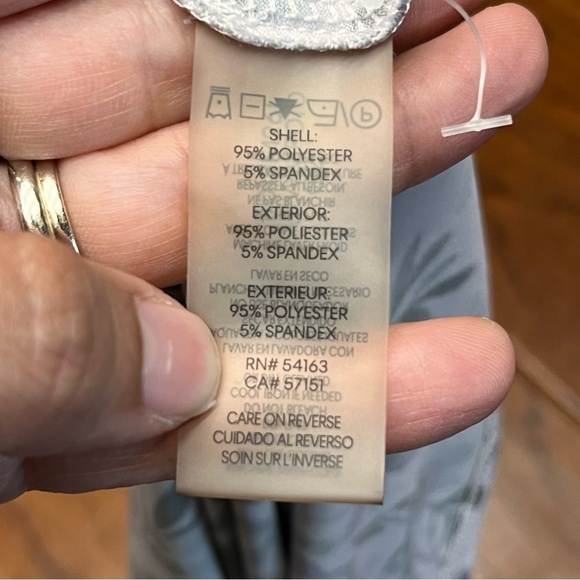 SHELL:
95% POLYESTER
5% SPANDEX
EXTERIOR:
95% POLIESTER
5% SPANDEX
EXTERIEUR:
95% POLYESTER
5% SPANDEX
RN# 54163
CA# 57151
CARE ON REVERSE
CUIDADO AL REVERSO
SOIN SUR L'INVERSE